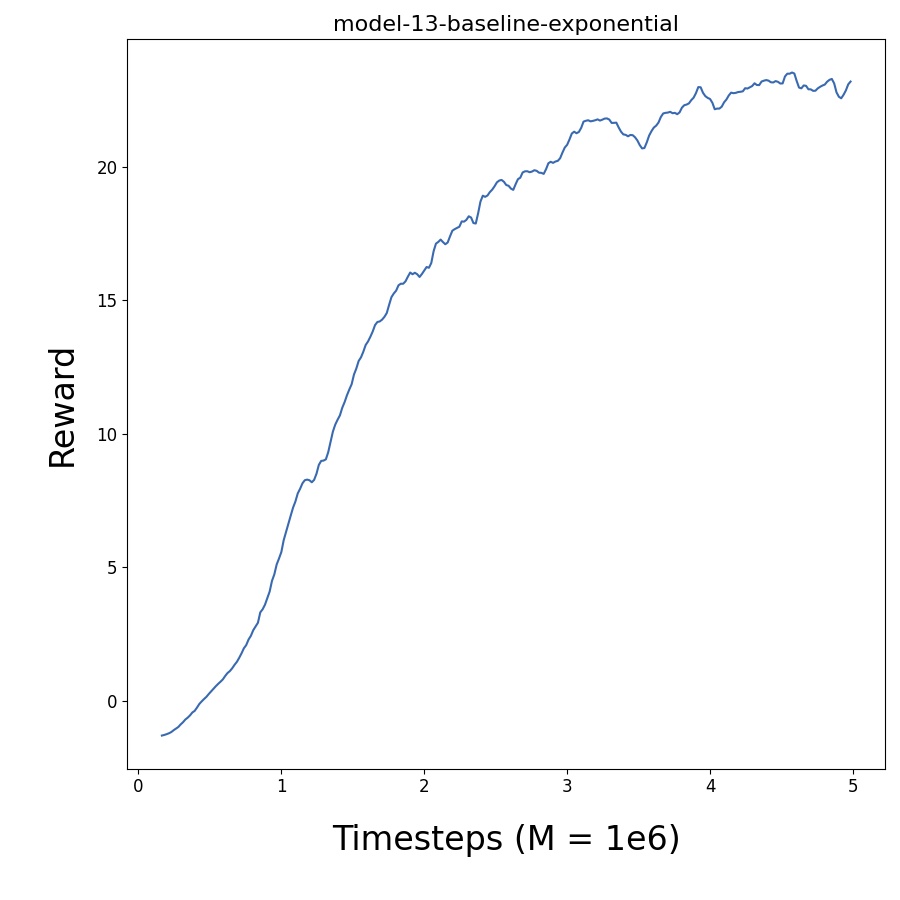 model-13-baseline-exponential
Reward
20
15
10
5
0
0 1 2 3 4 5
Timesteps (M = 1e6)